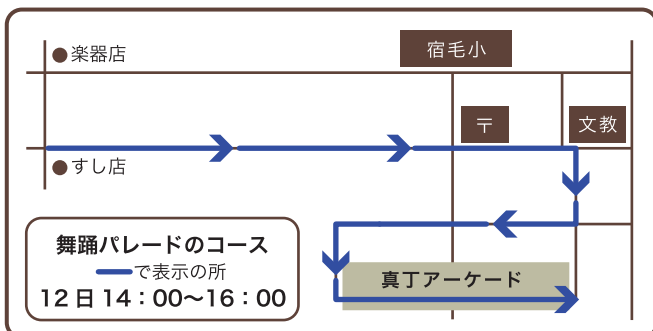 楽器店
宿毛小
〒
文教
すし店
舞踊パレードのコース
で表示の所
12日14：00〜16：00
真丁アーケード